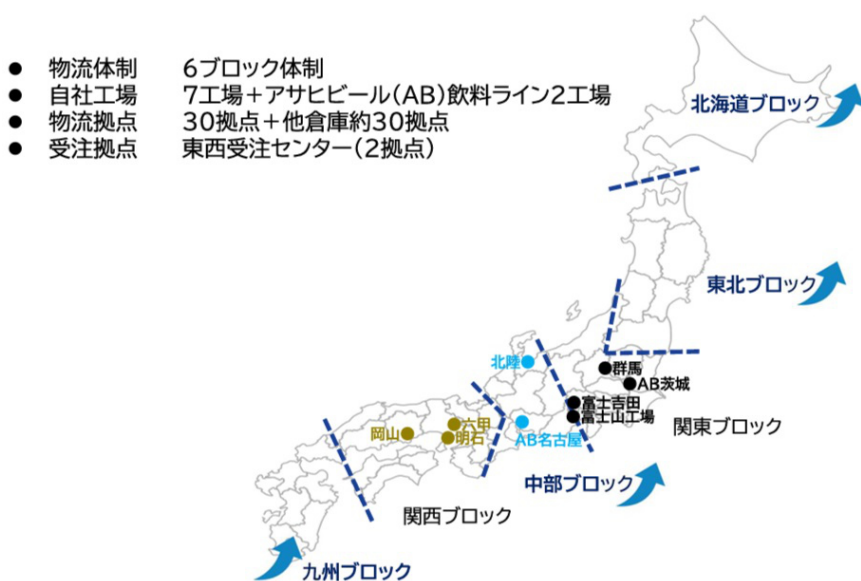 ● 物流体制 6ブロック体制
● 自社工場 7工場+アサヒビール(AB)飲料ライン2工場
● 物流拠点 30拠点+他倉庫約30拠点
● 受注拠点 東西受注センター(2拠点)
北海道ブロック
東北ブロック
北陸
群馬
AB茨城
富士吉田
富士山工場
関東ブロック
六甲
岡山
明石
AB名古屋
中部ブロック
関西ブロック
九州ブロック